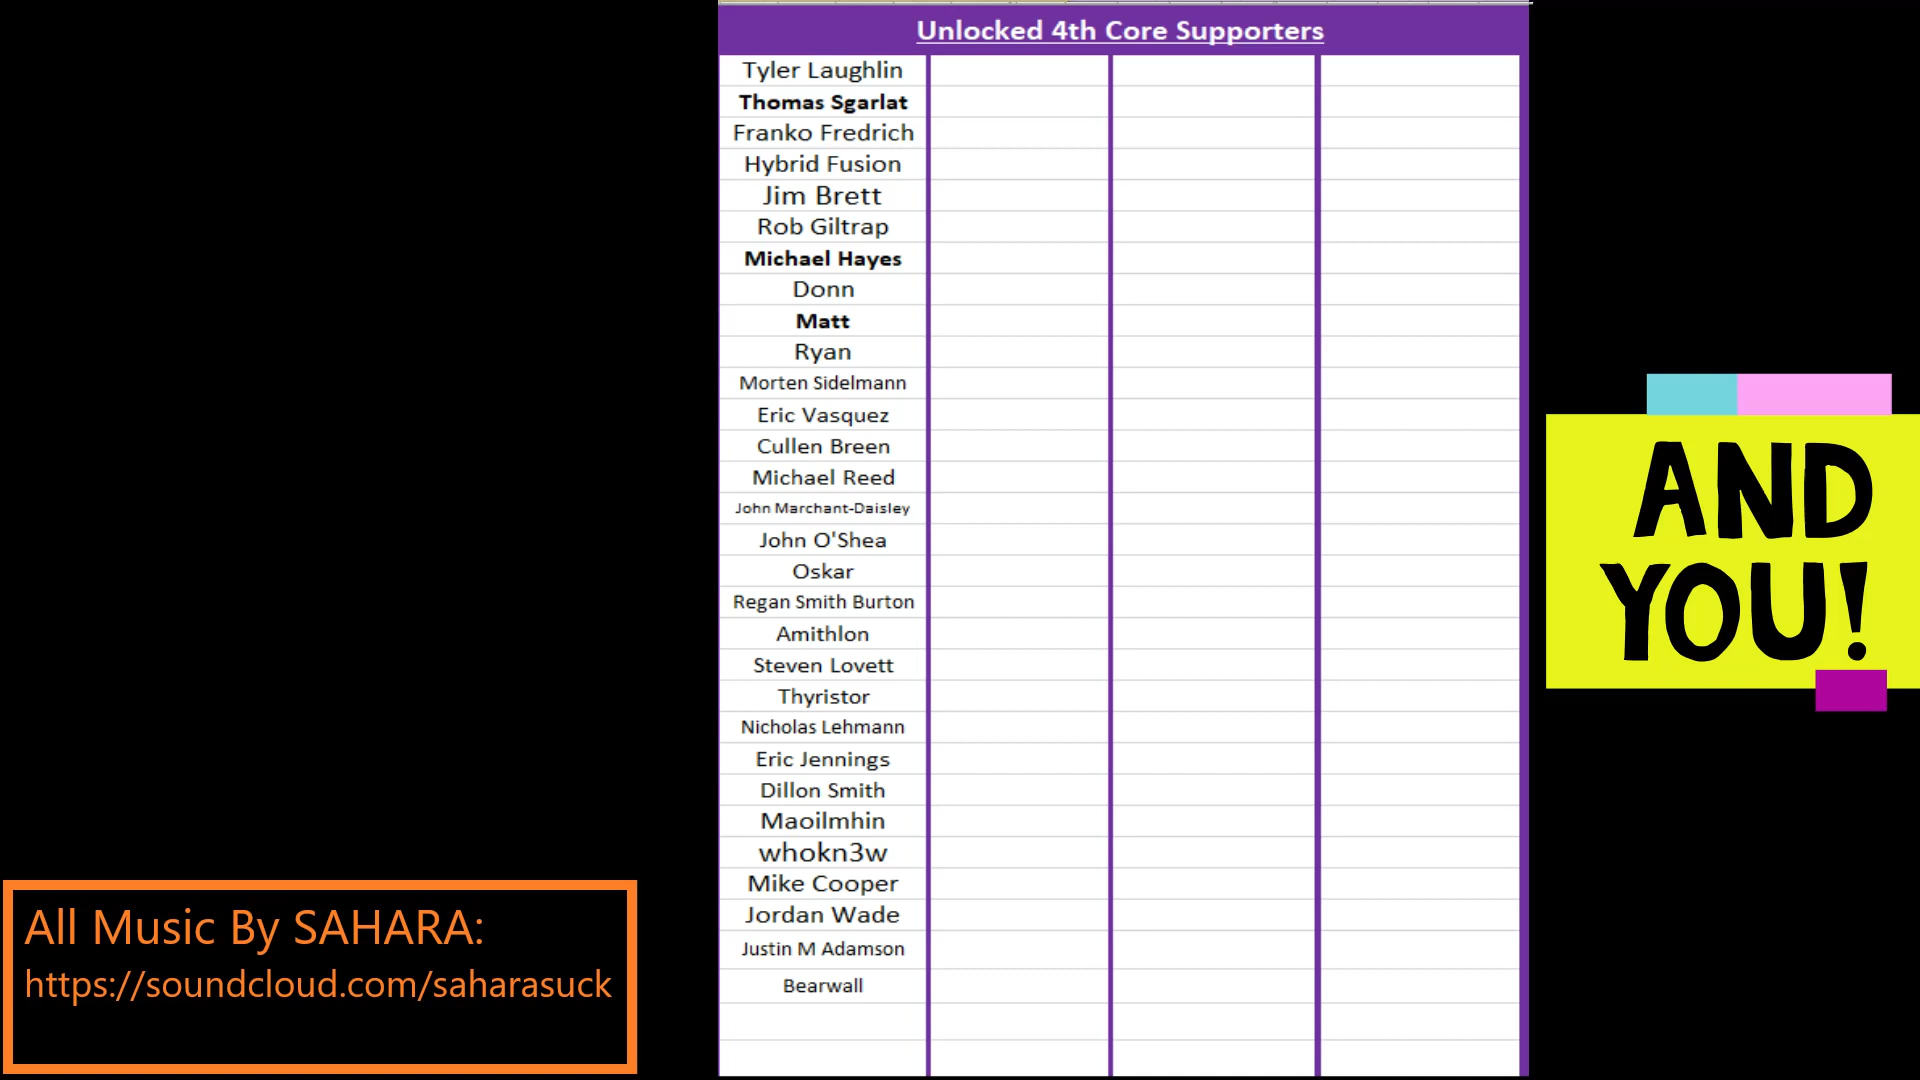 Unlocked 4th Core Supporters
Tyler Laughlin
Thomas Sgarlat
Franko Fredrich
Hybrid Fusion
Jim Brett
Rob Giltrap
Michael Hayes
Donn
Matt
Ryan
Morten Sidelmann
Eric Vasquez
Cullen Breen
Michael Reed
John Marchant-Daisley
John O'Shea
Oskar
Regan Smith Burton
Amithlon
Steven Lovett
Thyristor
Nicholas Lehmann
Eric Jennings
Dillon Smith
Maoilmhin
whokn3w
Mike Cooper
Jordan Wade
Justin M Adamson
Bearwall
AND
YOU!
All Music By SAHARA:
https://soundcloud.com/saharasuck